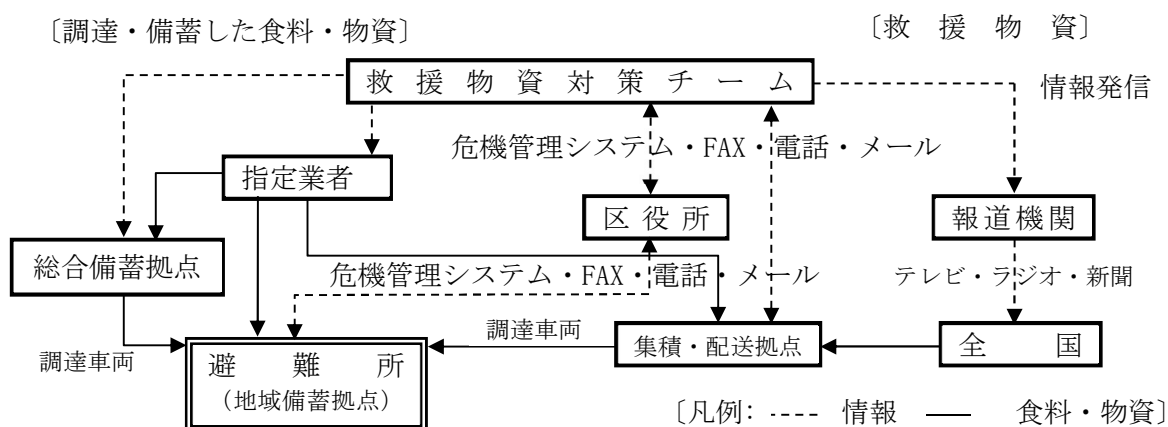 〔調達・備蓄した食料・物資〕
〔救援物資〕
救援物資対策チーム
情報発信
危機管理システム・FAX・電話・メール
指定業者
区役所
報道機関
総合備蓄拠点
危機管理システム・FAX・電話・メール
テレビ・ラジオ・新聞
調達車両
調達車両
避難所
(地域備蓄拠点)
集積・配送拠点
全国
〔凡例: ---- 情報 ― 食料・物資〕